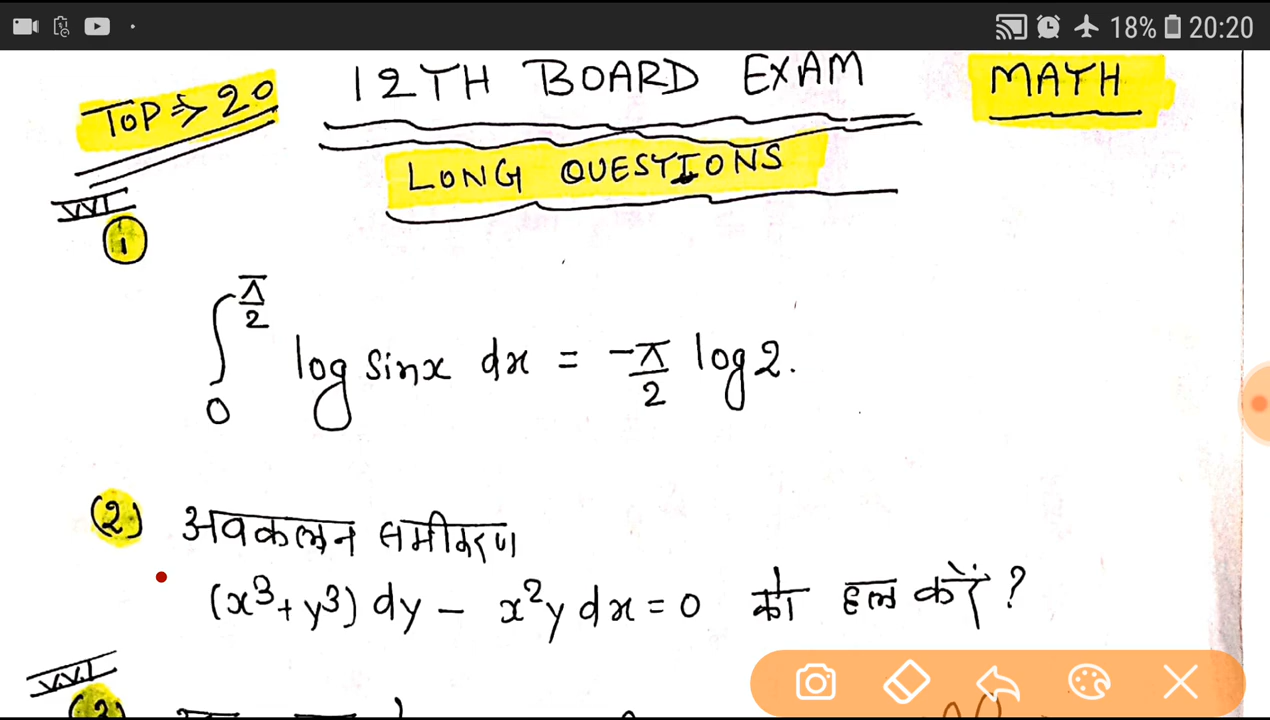 18% 20:20
TOP ⇒ 20 12TH BOARD EXAM MATH
LONG QUESTIONS
VVI
1
∫₀^(π/2) log sinx dx = -π/2 log2.
(2) अवकलन समीकरण
(x³ + y³) dy - x²y dx = 0 का हल करें ?
V.V.I
(3)